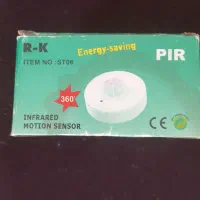 R-K
Energy-saving
PIR
ITEM NO :ST06
360°
INFRARED
MOTION SENSOR
CE